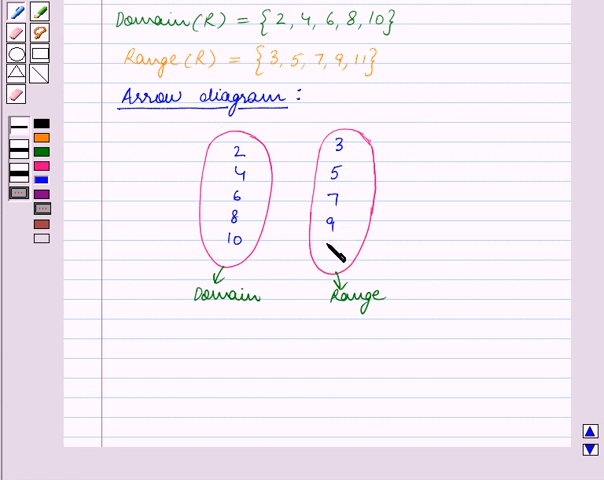 Domain(R) = {2, 4, 6, 8, 10}
Range(R) = {3, 5, 7, 9, 11}
Arrow diagram:
2 3
4 5
6 7
8 9
10
Domain Range